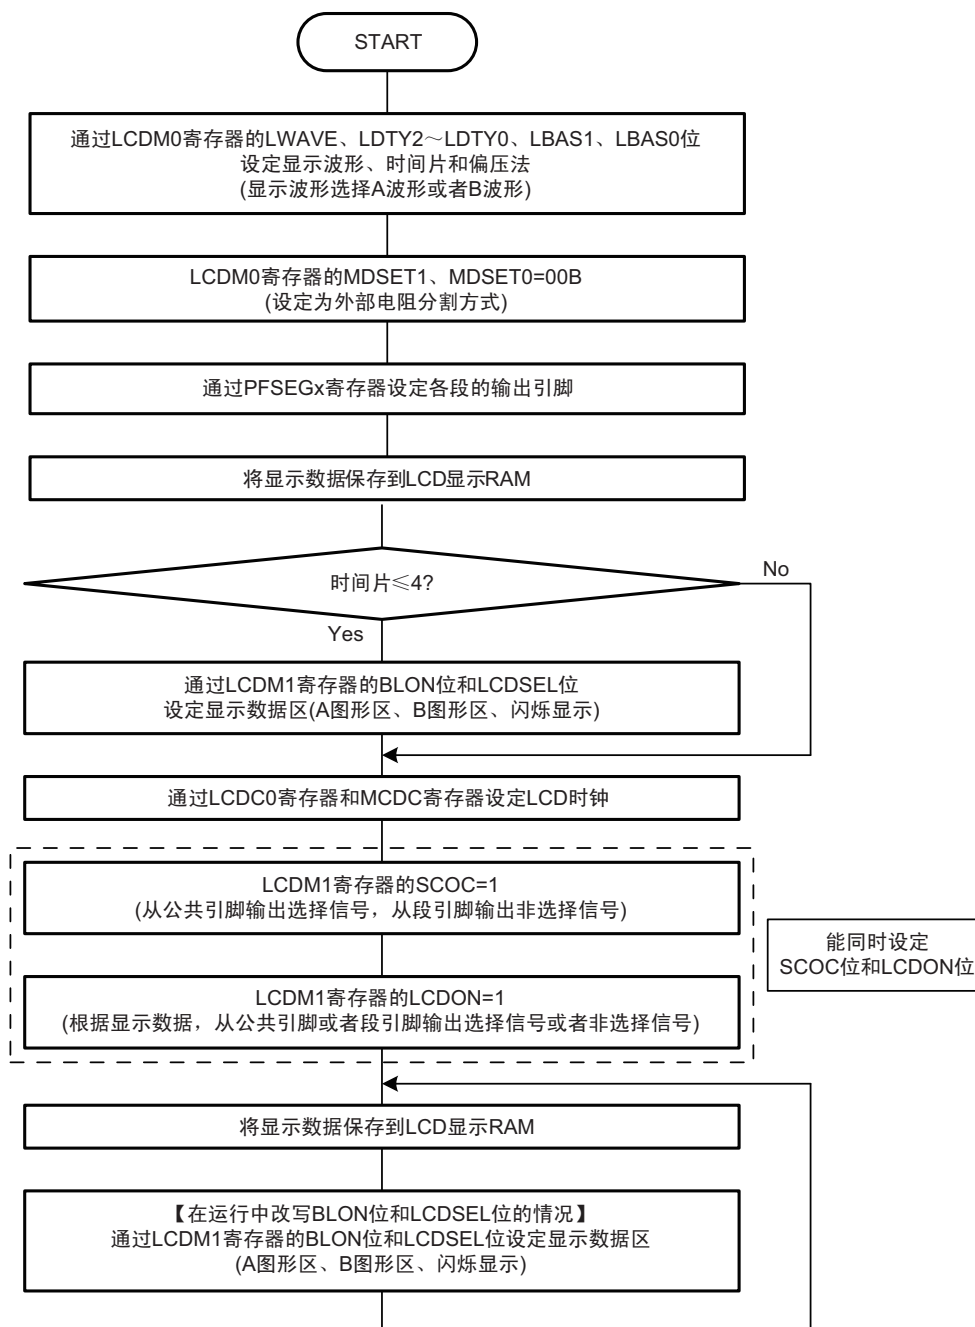 START
通过LCDM0寄存器的LWAVE、LDTY2～LDTY0、LBAS1、LBAS0位
设定显示波形、时间片和偏压法
(显示波形选择A波形或者B波形)
LCDM0寄存器的MDSET1、MDSET0=00B
(设定为外部电阻分割方式)
通过PFSEGx寄存器设定各段的输出引脚
将显示数据保存到LCD显示RAM
时间片≤4?
No
Yes
通过LCDM1寄存器的BLON位和LCDSEL位
设定显示数据区(A图形区、B图形区、闪烁显示)
通过LCDC0寄存器和MCDC寄存器设定LCD时钟
LCDM1寄存器的SCOC=1
(从公共引脚输出选择信号，从段引脚输出非选择信号)
能同时设定
SCOC位和LCDON位
LCDM1寄存器的LCDON=1
(根据显示数据，从公共引脚或者段引脚输出选择信号或者非选择信号)
将显示数据保存到LCD显示RAM
【在运行中改写BLON位和LCDSEL位的情况】
通过LCDM1寄存器的BLON位和LCDSEL位设定显示数据区
(A图形区、B图形区、闪烁显示)